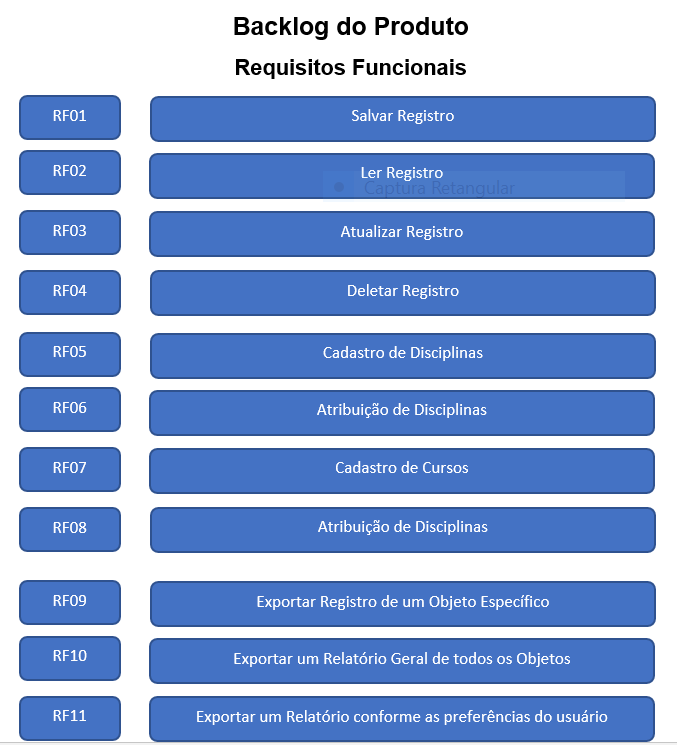 Backlog do Produto
Requisitos Funcionais
RF01 Salvar Registro
RF02 Ler Registro
Captura Retangular
RF03 Atualizar Registro
RF04 Deletar Registro
RF05 Cadastro de Disciplinas
RF06 Atribuição de Disciplinas
RF07 Cadastro de Cursos
RF08 Atribuição de Disciplinas
RF09 Exportar Registro de um Objeto Específico
RF10 Exportar um Relatório Geral de todos os Objetos
RF11 Exportar um Relatório conforme as preferências do usuário